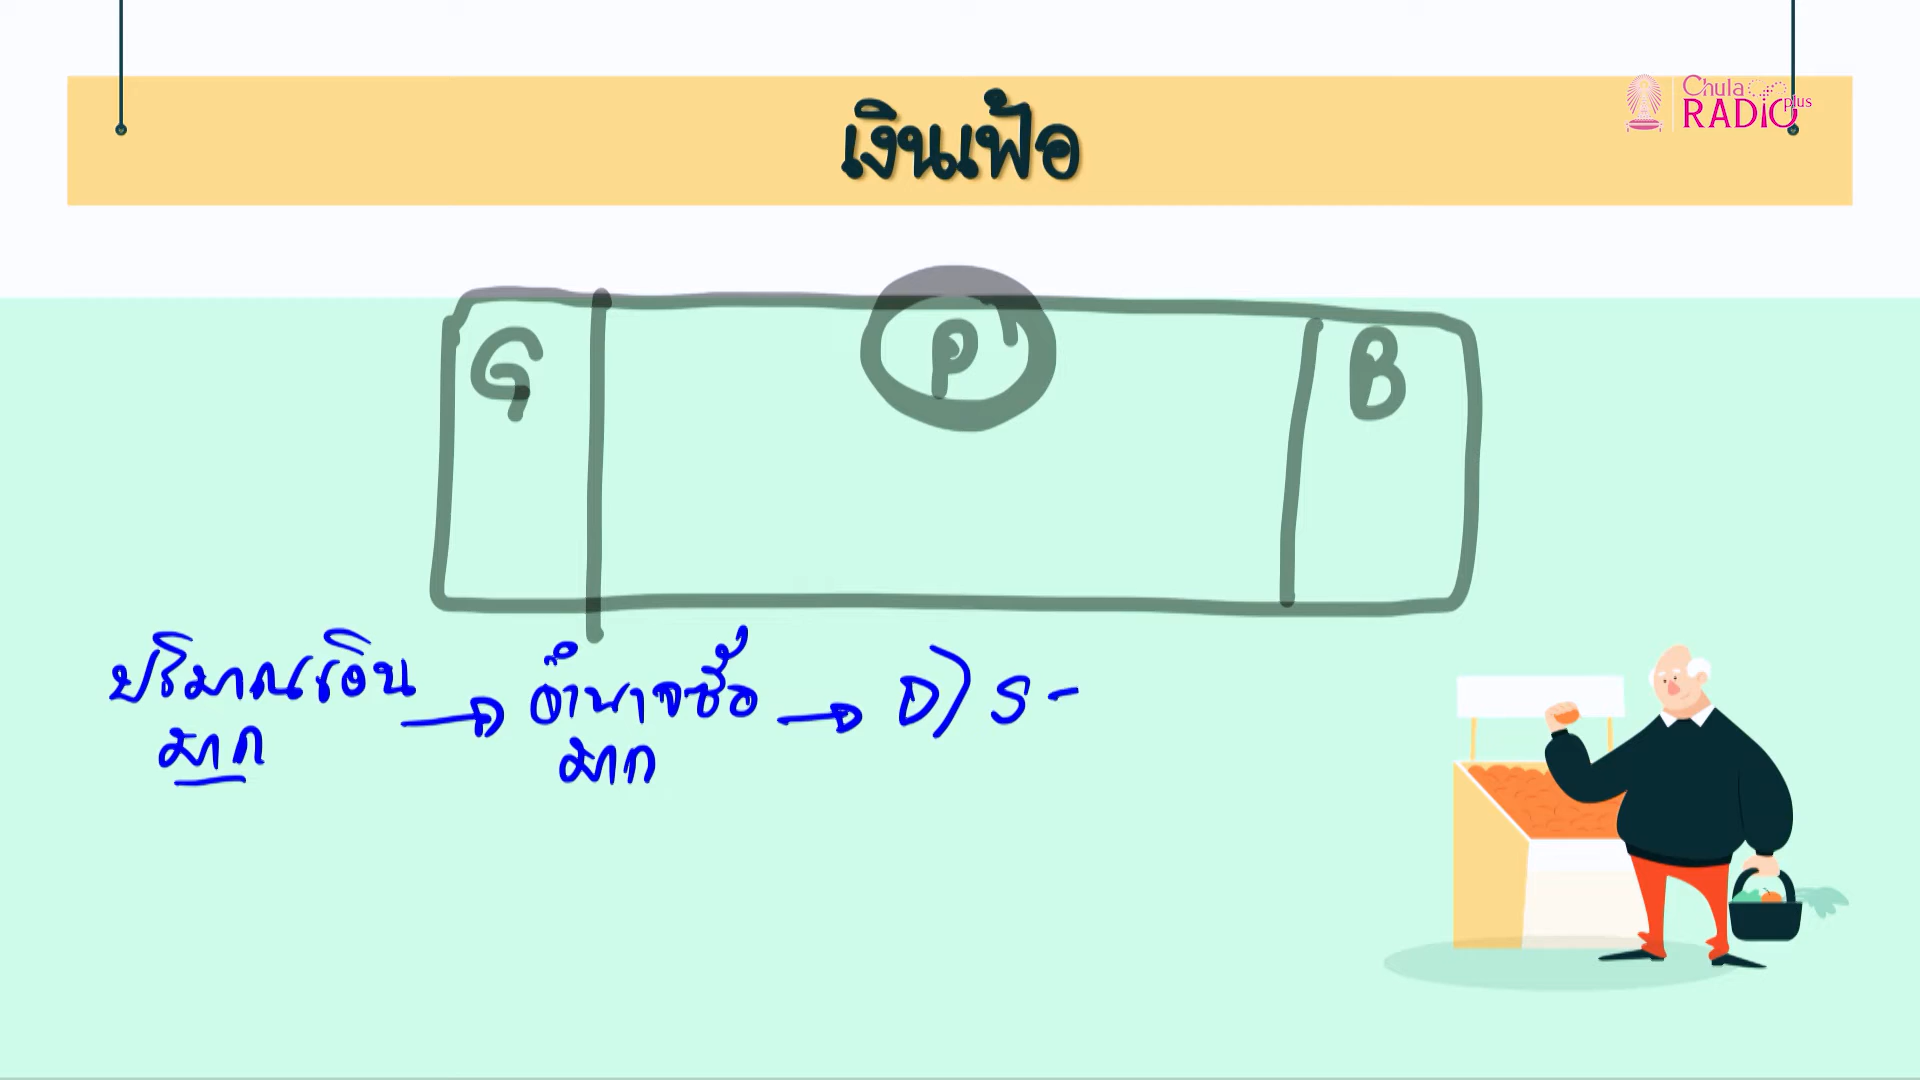 เงินเฟ้อ
Chula
RADIO plus
G P B
ปริมาณเงิน → อำนาจซื้อ → D > S -
มาก มาก